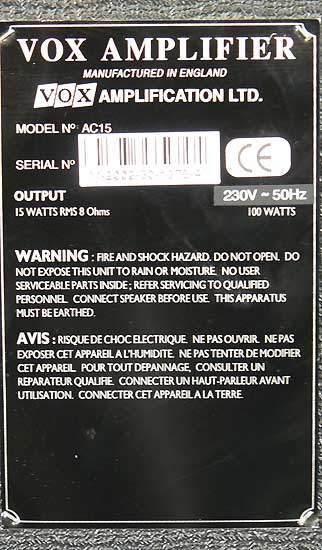 VOX AMPLIFIER
MANUFACTURED IN ENGLAND
VOX AMPLIFICATION LTD.
MODEL Nº: AC15
SERIAL Nº
CE
OUTPUT 230V ~ 50Hz
15 WATTS RMS 8 Ohms 100 WATTS
WARNING : FIRE AND SHOCK HAZARD. DO NOT OPEN. DO
NOT EXPOSE THIS UNIT TO RAIN OR MOISTURE. NO USER
SERVICEABLE PARTS INSIDE ; REFER SERVICING TO QUALIFIED
PERSONNEL. CONNECT SPEAKER BEFORE USE. THIS APPARATUS
MUST BE EARTHED.
AVIS : RISQUE DE CHOC ELECTRIQUE. NE PAS OUVRIR. NE PAS
EXPOSER CET APPAREIL A L'HUMIDITE. NE PAS TENTER DE MODIFIER
CET APPAREIL. POUR TOUT DEPANNAGE, CONSULTER UN
REPARATEUR QUALIFIE. CONNECTER UN HAUT-PARLEUR AVANT
UTILISATION. CONNECTER CET APPAREIL A LA TERRE.